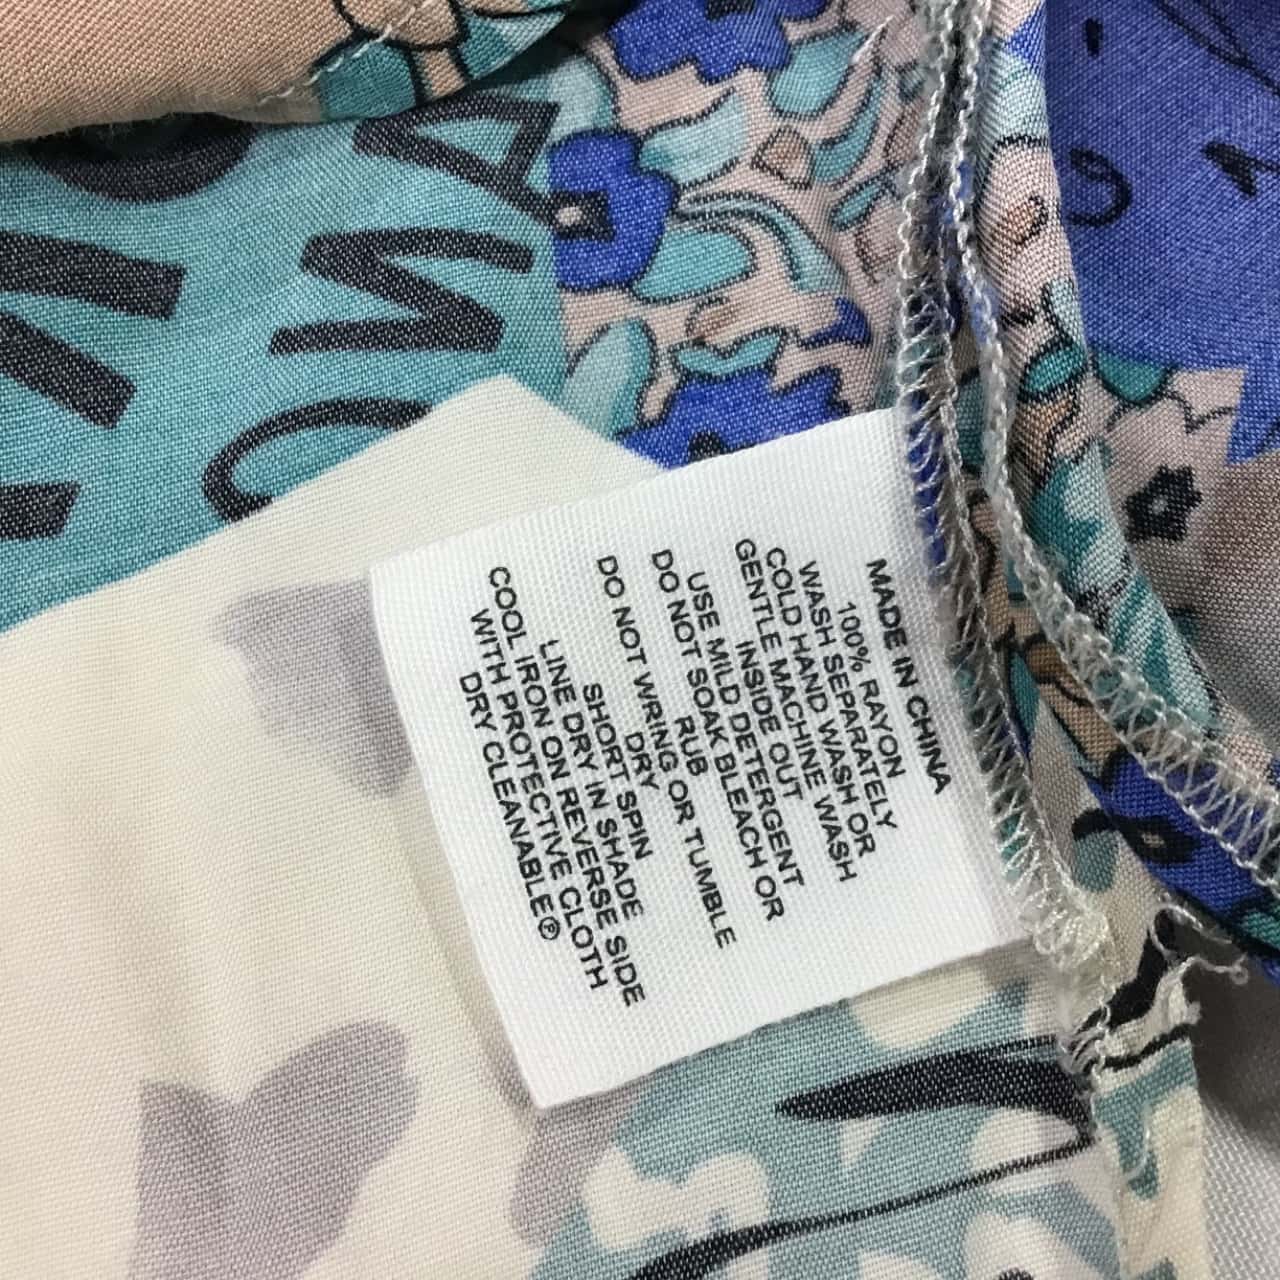 MADE IN CHINA
100% RAYON
WASH SEPARATELY
COLD HAND WASH OR
GENTLE MACHINE WASH
INSIDE OUT
USE MILD DETERGENT
DO NOT SOAK BLEACH OR
RUB
DO NOT WRING OR TUMBLE
DRY
SHORT SPIN
LINE DRY IN SHADE
COOL IRON ON REVERSE SIDE
WITH PROTECTIVE CLOTH
DRY CLEANABLE Ⓟ